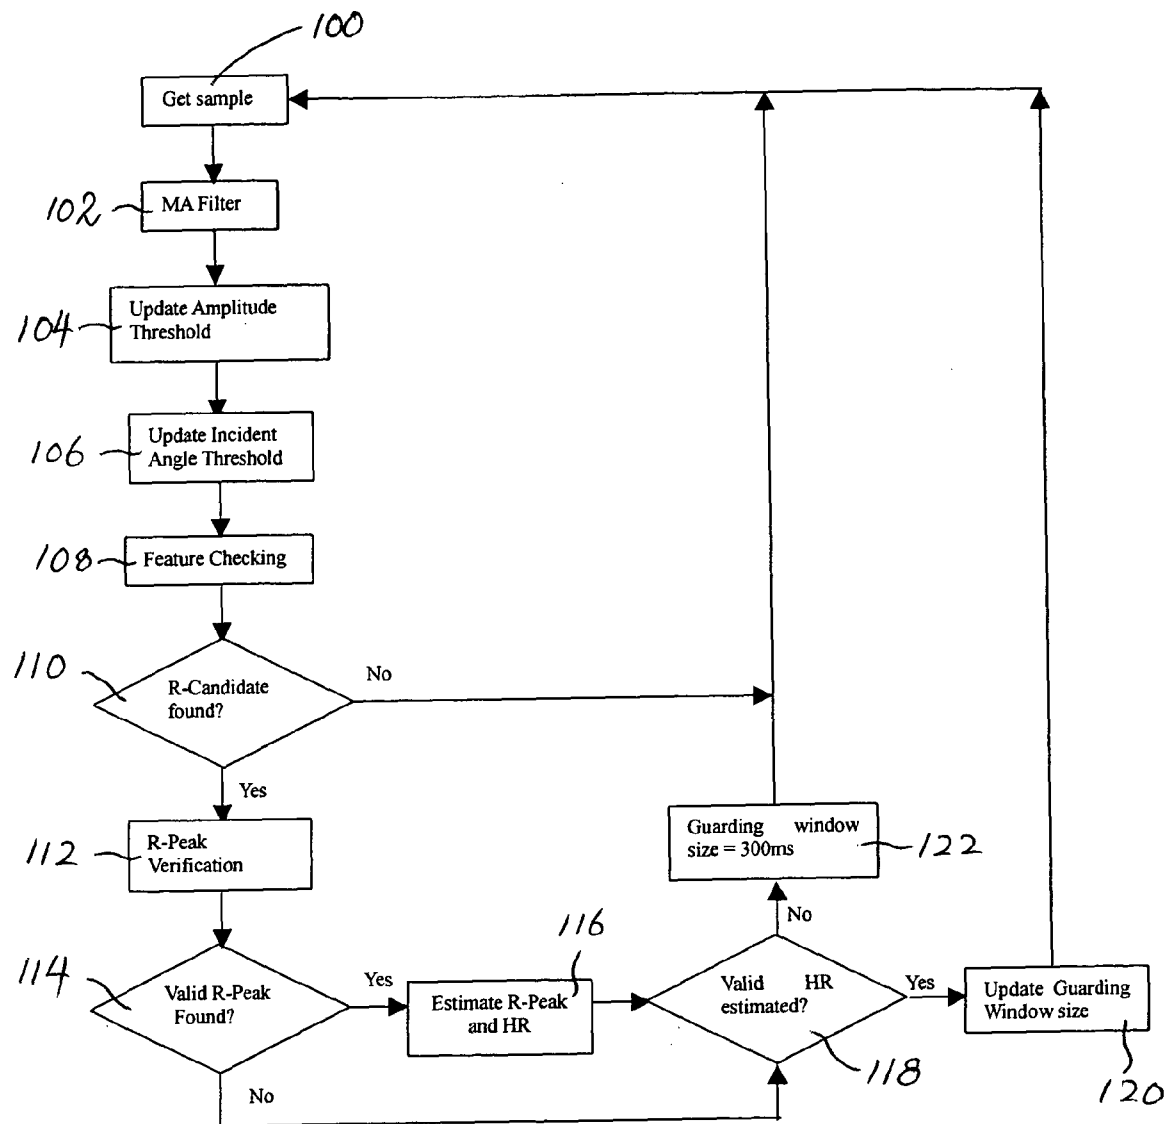 100
Get sample
102
MA Filter
104
Update Amplitude
Threshold
106
Update Incident
Angle Threshold
108
Feature Checking
110
R-Candidate
found?
No
Yes
112
R-Peak
Verification
Guarding window
size = 300ms
122
No
116
114
Valid R-Peak
Found?
Yes
Estimate R-Peak
and HR
Valid HR
estimated?
Yes
Update Guarding
Window size
118
120
No